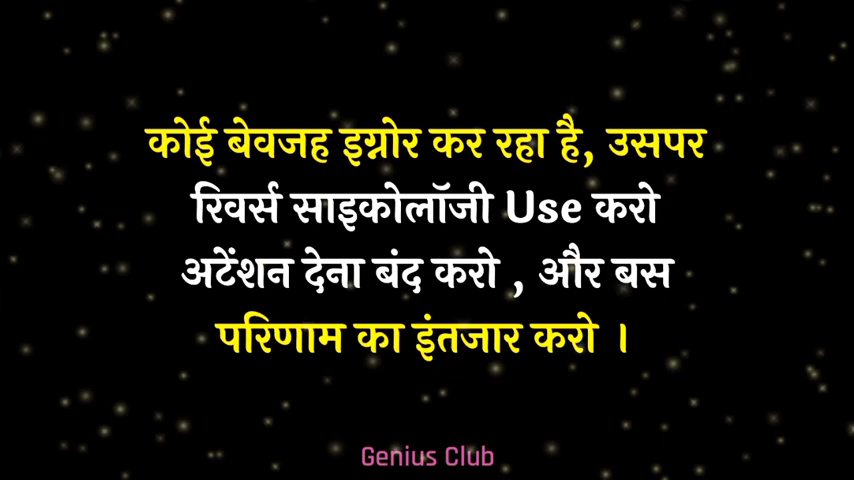 कोई बेवजह इग्नोर कर रहा है, उसपर
रिवर्स साइकोलॉजी Use करो
अटेंशन देना बंद करो , और बस
परिणाम का इंतजार करो ।
Genius Club